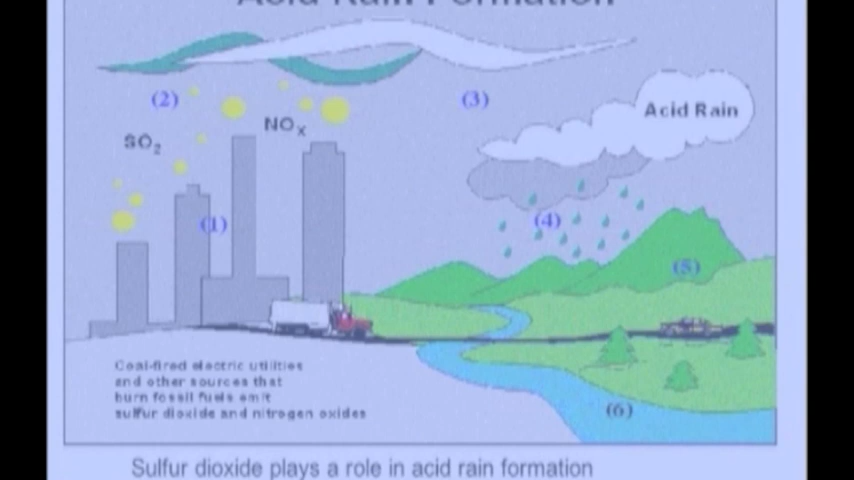 Acid Rain Formation
(2)
(3)
Acid Rain
NOx
SO2
(1)
(4)
(5)
Coal-fired electric utilities
and other sources that
burn fossil fuels emit
sulfur dioxide and nitrogen oxides
(6)
Sulfur dioxide plays a role in acid rain formation